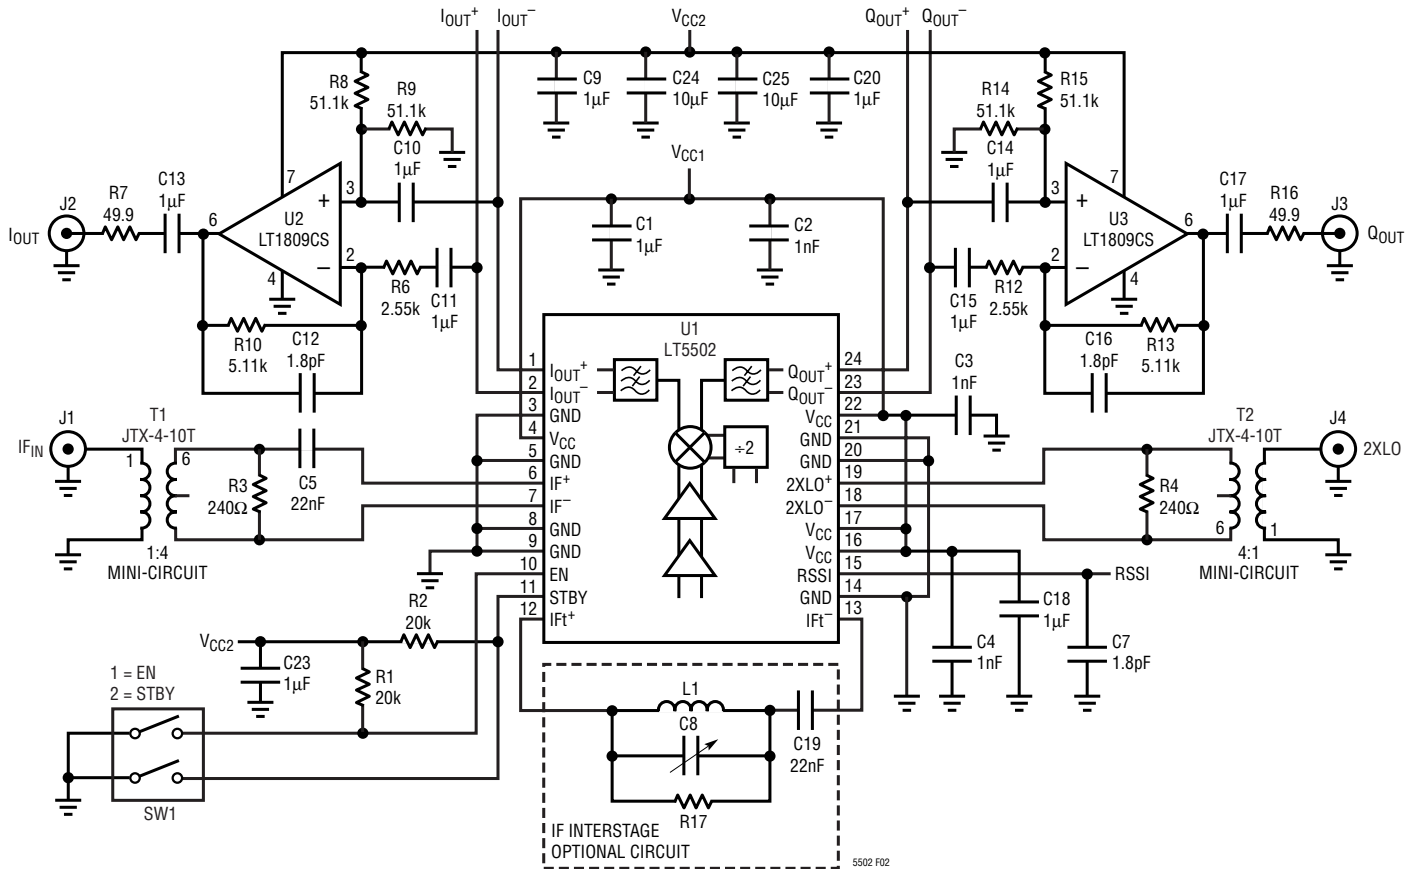 IOUT+ IOUT– VCC2 QOUT+ QOUT–
R8
51.1k
R9
51.1k
C9
1µF
C24
10µF
C25
10µF
C20
1µF
R14
51.1k
R15
51.1k
C10
1µF
VCC1
C14
1µF
J2
IOUT
R7
49.9
C13
1µF
6
7
3
+
U2
LT1809CS
2
–
4
C1
1µF
C2
1nF
3
+
7
U3
LT1809CS
6
2
–
4
C17
1µF
R16
49.9
J3
QOUT
R6
2.55k
C11
1µF
C15
1µF
R12
2.55k
R10
5.11k
C12
1.8pF
C16
1.8pF
R13
5.11k
U1
LT5502
1 IOUT+ QOUT+ 24
2 IOUT– QOUT– 23
3 GND VCC 22
4 VCC GND 21
5 GND GND 20
6 IF+ 2XLO+ 19
7 IF– 2XLO– 18
8 GND VCC 17
9 GND VCC 16
10 EN RSSI 15
11 STBY GND 14
12 IFt+ IFt– 13
÷2
C3
1nF
J1
IFIN
T1
JTX-4-10T
1
6
R3
240Ω
C5
22nF
1:4
MINI-CIRCUIT
T2
JTX-4-10T
R4
240Ω
6
1
4:1
MINI-CIRCUIT
J4
2XLO
RSSI
C18
1µF
C4
1nF
C7
1.8pF
R2
20k
VCC2
C23
1µF
R1
20k
1 = EN
2 = STBY
SW1
L1
C8
C19
22nF
R17
IF INTERSTAGE
OPTIONAL CIRCUIT
5502 F02